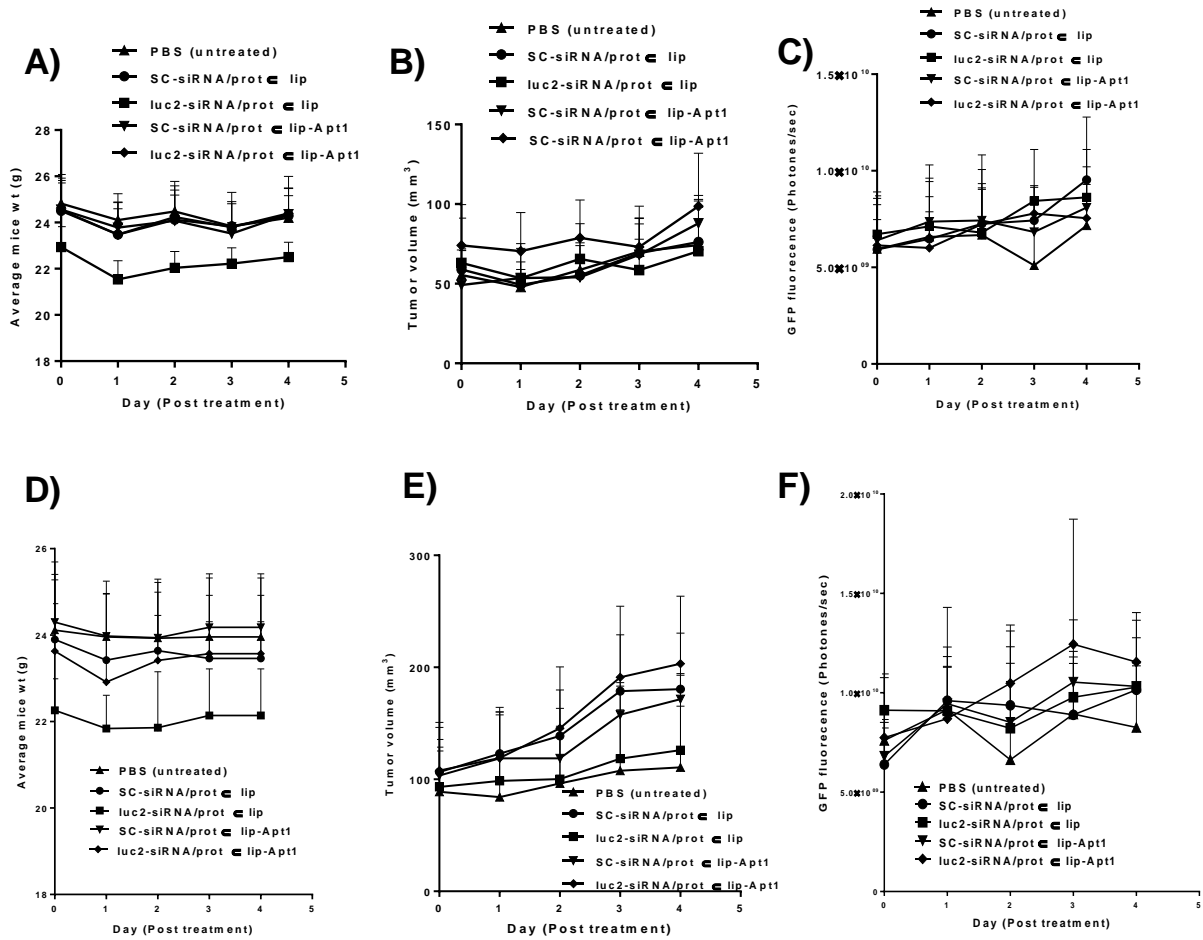 A)
PBS (untreated)
SC-siRNA/prot ⊂ lip
luc2-siRNA/prot ⊂ lip
SC-siRNA/prot ⊂ lip-Apt1
luc2-siRNA/prot ⊂ lip-Apt1
Average mice wt (g)
28
26
24
22
20
18
0 1 2 3 4 5
Day (Post treatment)
B)
PBS (untreated)
SC-siRNA/prot ⊂ lip
luc2-siRNA/prot ⊂ lip
SC-siRNA/prot ⊂ lip-Apt1
SC-siRNA/prot ⊂ lip-Apt1
Tumor volume (mm³)
150
100
50
0
0 1 2 3 4 5
Day (Post treatment)
C)
PBS (untreated)
SC-siRNA/prot ⊂ lip
luc2-siRNA/prot ⊂ lip
SC-siRNA/prot ⊂ lip-Apt1
luc2-siRNA/prot ⊂ lip-Apt1
GFP fluorescence (Photones/sec)
1.5×10¹⁰
1.0×10¹⁰
5.0×10⁰⁹
0
0 1 2 3 4 5
Day (Post treatment)
D)
Average mice wt (g)
26
24
22
20
18
PBS (untreated)
SC-siRNA/prot ⊂ lip
luc2-siRNA/prot ⊂ lip
SC-siRNA/prot ⊂ lip-Apt1
luc2-siRNA/prot ⊂ lip-Apt1
0 1 2 3 4 5
Day (Post treatment)
E)
Tumor volume (mm³)
300
200
100
0
PBS (untreated)
SC-siRNA/prot ⊂ lip
luc2-siRNA/prot ⊂ lip
SC-siRNA/prot ⊂ lip-Apt1
luc2-siRNA/prot ⊂ lip-Apt1
0 1 2 3 4 5
Day (Post treatment)
F)
GFP fluorescence (Photones/sec)
2.0×10¹⁰
1.5×10¹⁰
1.0×10¹⁰
5.0×10⁰⁹
0
PBS (untreated)
SC-siRNA/prot ⊂ lip
luc2-siRNA/prot ⊂ lip
SC-siRNA/prot ⊂ lip-Apt1
luc2-siRNA/prot ⊂ lip-Apt1
0 1 2 3 4 5
Day (Post treatment)